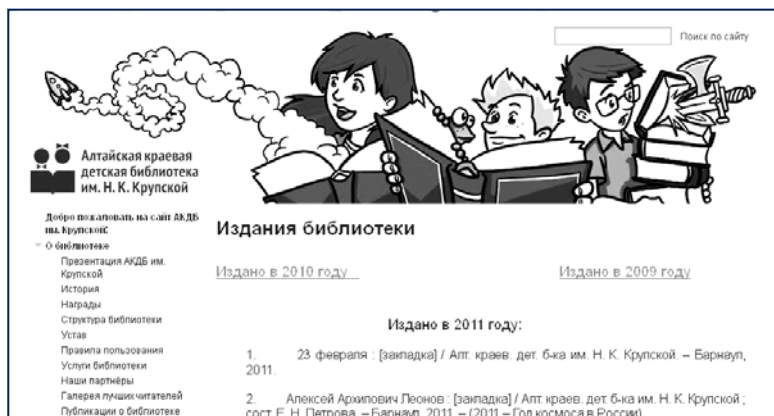 Поиск по сайту
Алтайская краевая
детская библиотека
им. Н. К. Крупской
Добро пожаловать на сайт АКДБ
им. Крупской!
О библиотеке
Презентация АКДБ им.
Крупской
История
Награды
Структура библиотеки
Устав
Правила пользования
Услуги библиотеки
Наши партнёры
Галерея лучших читателей
Публикации о библиотеке
Издания библиотеки
Издано в 2010 году Издано в 2009 году
Издано в 2011 году:
1. 23 февраля : [закладка] / Алт. краев. дет. б-ка им. Н. К. Крупской. – Барнаул,
2011.
2. Алексей Архипович Леонов : [закладка] / Алт. краев. дет. б-ка им. Н. К. Крупской ;
сост. Е. Н. Петрова. – Барнаул, 2011. – (2011 – Год космоса в России).